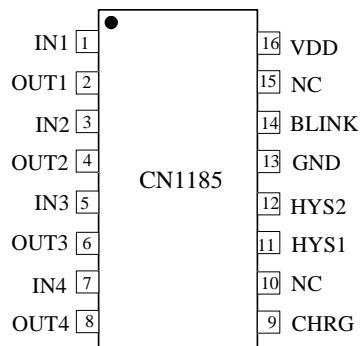 IN1 1 16 VDD
OUT1 2 15 NC
IN2 3 14 BLINK
OUT2 4 13 GND
CN1185
IN3 5 12 HYS2
OUT3 6 11 HYS1
IN4 7 10 NC
OUT4 8 9 CHRG